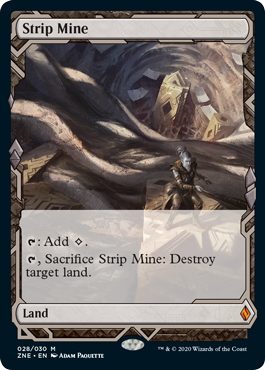 Strip Mine
: Add .
, Sacrifice Strip Mine: Destroy
target land.
Land
028/030 M
ZNE • EN ADAM PAQUETTE
™ & © 2020 Wizards of the Coast